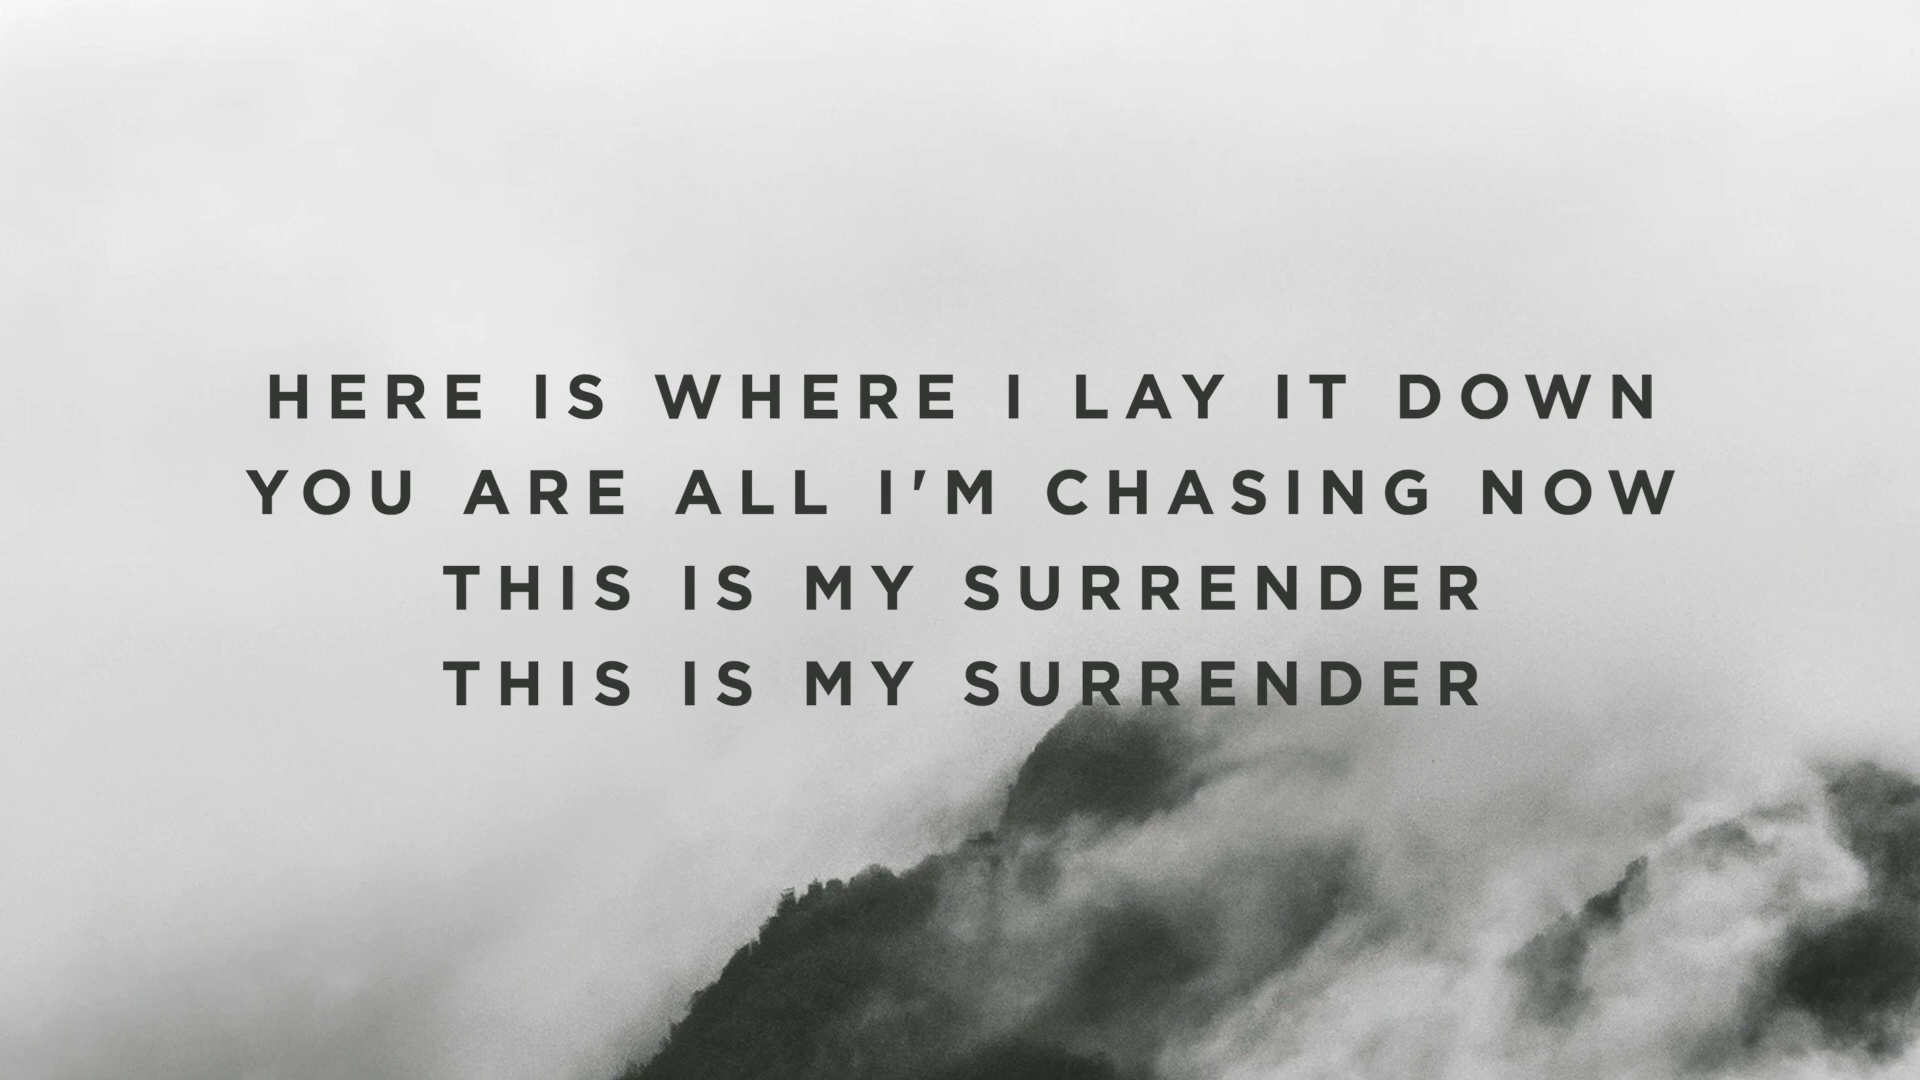 HERE IS WHERE I LAY IT DOWN
YOU ARE ALL I'M CHASING NOW
THIS IS MY SURRENDER
THIS IS MY SURRENDER